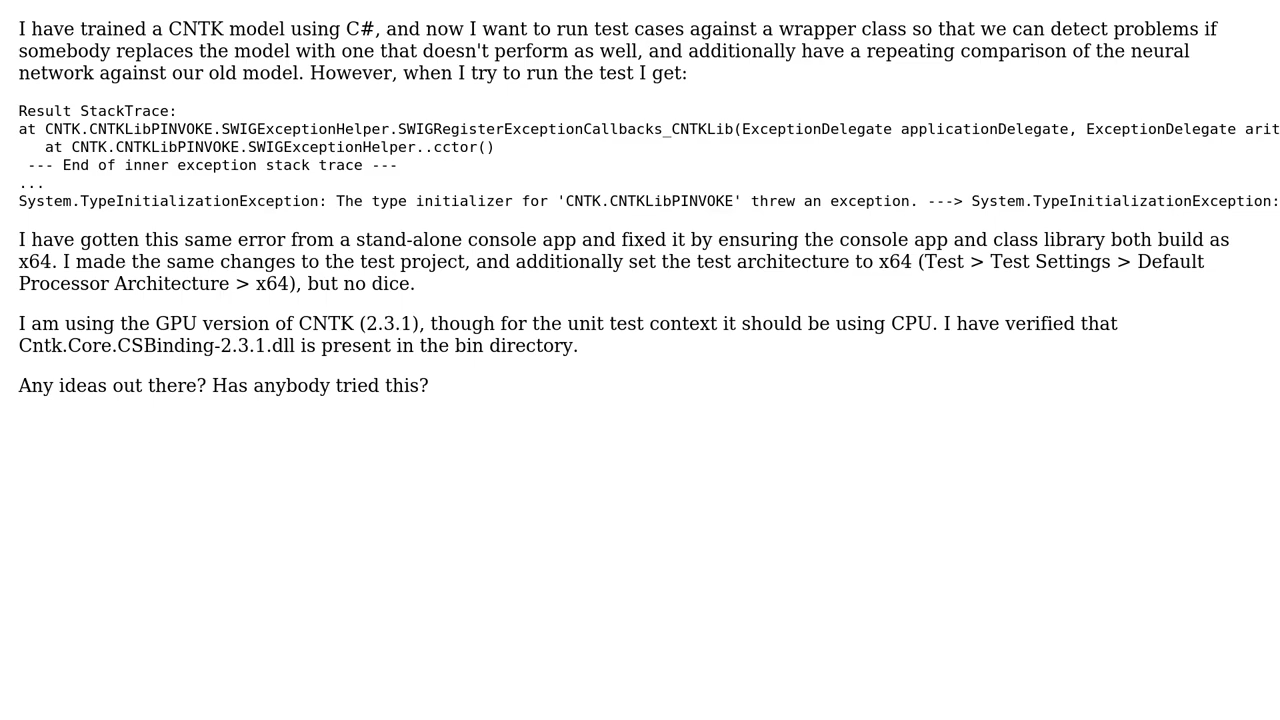 I have trained a CNTK model using C#, and now I want to run test cases against a wrapper class so that we can detect problems if
somebody replaces the model with one that doesn't perform as well, and additionally have a repeating comparison of the neural
network against our old model. However, when I try to run the test I get:
Result StackTrace:
at CNTK.CNTKLibPINVOKE.SWIGExceptionHelper.SWIGRegisterExceptionCallbacks_CNTKLib(ExceptionDelegate applicationDelegate, ExceptionDelegate arit
at CNTK.CNTKLibPINVOKE.SWIGExceptionHelper..cctor()
--- End of inner exception stack trace ---
...
System.TypeInitializationException: The type initializer for 'CNTK.CNTKLibPINVOKE' threw an exception. ---> System.TypeInitializationException:
I have gotten this same error from a stand-alone console app and fixed it by ensuring the console app and class library both build as
x64. I made the same changes to the test project, and additionally set the test architecture to x64 (Test > Test Settings > Default
Processor Architecture > x64), but no dice.
I am using the GPU version of CNTK (2.3.1), though for the unit test context it should be using CPU. I have verified that
Cntk.Core.CSBinding-2.3.1.dll is present in the bin directory.
Any ideas out there? Has anybody tried this?